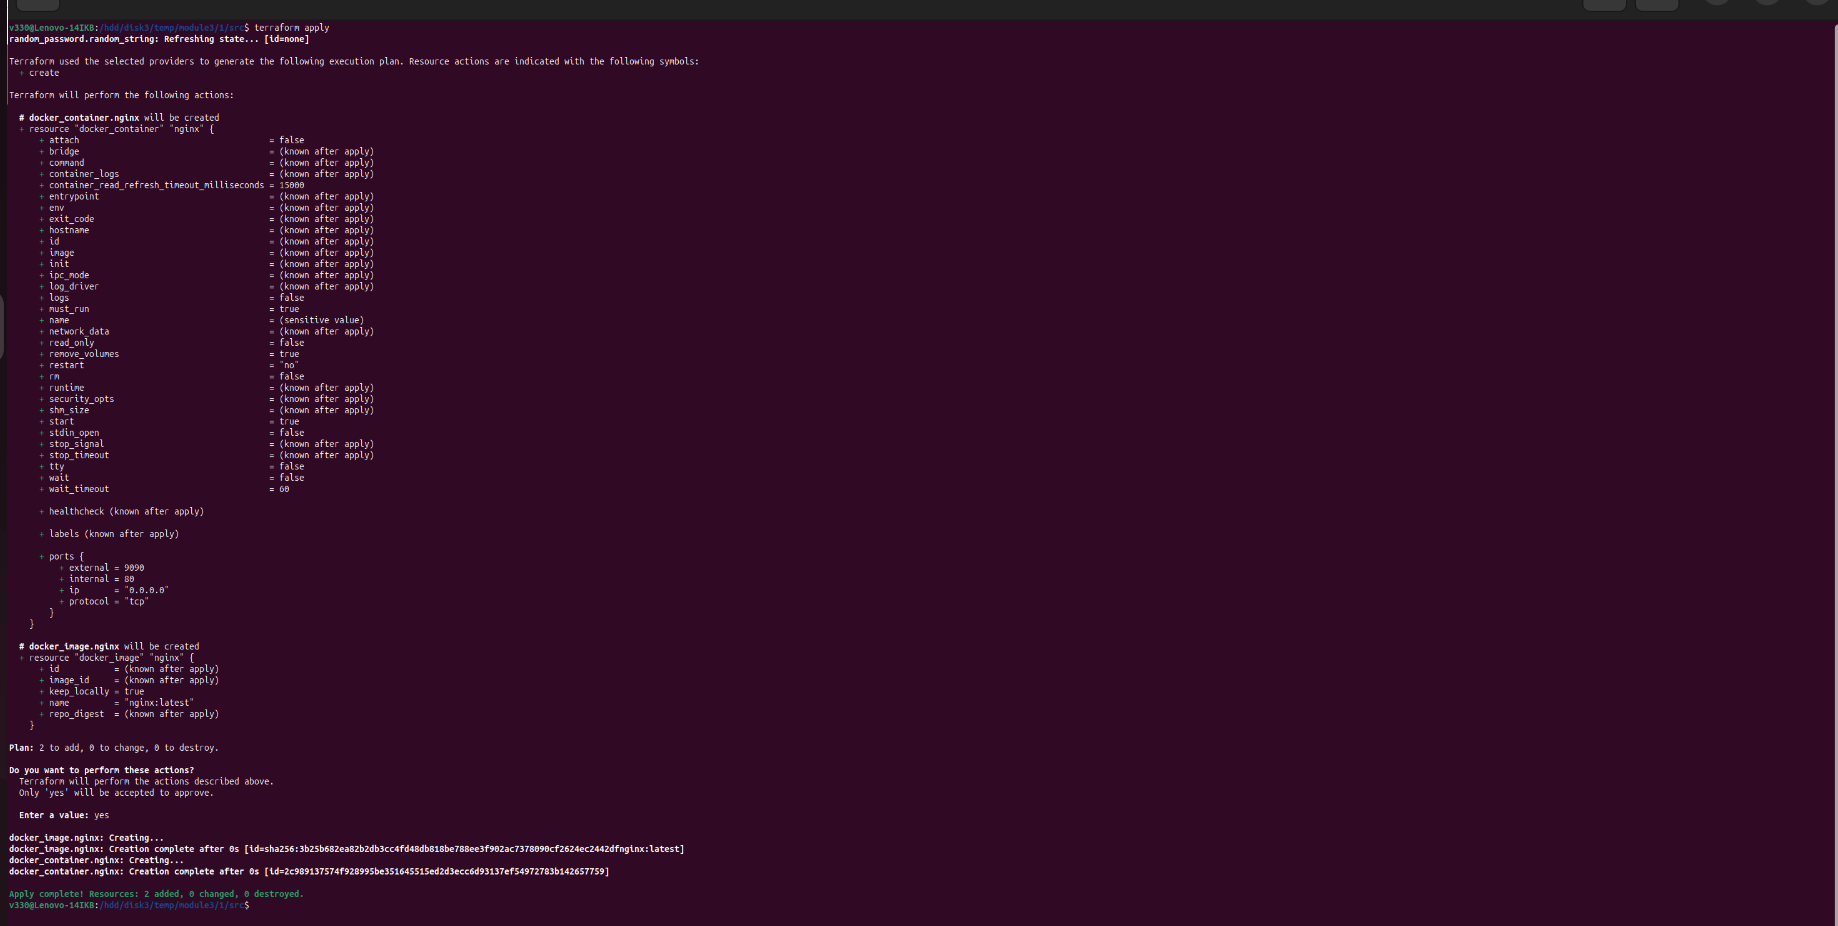 v330@Lenovo-14IKB:/hdd/disk3/temp/module3/1/src$ terraform apply
random_password.random_string: Refreshing state... [id=none]
Terraform used the selected providers to generate the following execution plan. Resource actions are indicated with the following symbols:
+ create
Terraform will perform the following actions:
# docker_container.nginx will be created
+ resource "docker_container" "nginx" {
+ attach = false
+ bridge = (known after apply)
+ command = (known after apply)
+ container_logs = (known after apply)
+ container_read_refresh_timeout_milliseconds = 15000
+ entrypoint = (known after apply)
+ env = (known after apply)
+ exit_code = (known after apply)
+ hostname = (known after apply)
+ id = (known after apply)
+ image = (known after apply)
+ init = (known after apply)
+ ipc_mode = (known after apply)
+ log_driver = (known after apply)
+ logs = false
+ must_run = true
+ name = (sensitive value)
+ network_data = (known after apply)
+ read_only = false
+ remove_volumes = true
+ restart = "no"
+ rm = false
+ runtime = (known after apply)
+ security_opts = (known after apply)
+ shm_size = (known after apply)
+ start = true
+ stdin_open = false
+ stop_signal = (known after apply)
+ stop_timeout = (known after apply)
+ tty = false
+ wait = false
+ wait_timeout = 60
+ healthcheck (known after apply)
+ labels (known after apply)
+ ports {
+ external = 9090
+ internal = 80
+ ip = "0.0.0.0"
+ protocol = "tcp"
}
}
# docker_image.nginx will be created
+ resource "docker_image" "nginx" {
+ id = (known after apply)
+ image_id = (known after apply)
+ keep_locally = true
+ name = "nginx:latest"
+ repo_digest = (known after apply)
}
Plan: 2 to add, 0 to change, 0 to destroy.
Do you want to perform these actions?
Terraform will perform the actions described above.
Only 'yes' will be accepted to approve.
Enter a value: yes
docker_image.nginx: Creating...
docker_image.nginx: Creation complete after 0s [id=sha256:3b25b682ea82b2db3cc4fd48db818be788ee3f902ac7378090cf2624ec2442dfnginx:latest]
docker_container.nginx: Creating...
docker_container.nginx: Creation complete after 0s [id=2c989137574f928995be351645515ed2d3ecc6d93137ef54972783b142657759]
Apply complete! Resources: 2 added, 0 changed, 0 destroyed.
v330@Lenovo-14IKB:/hdd/disk3/temp/module3/1/src$